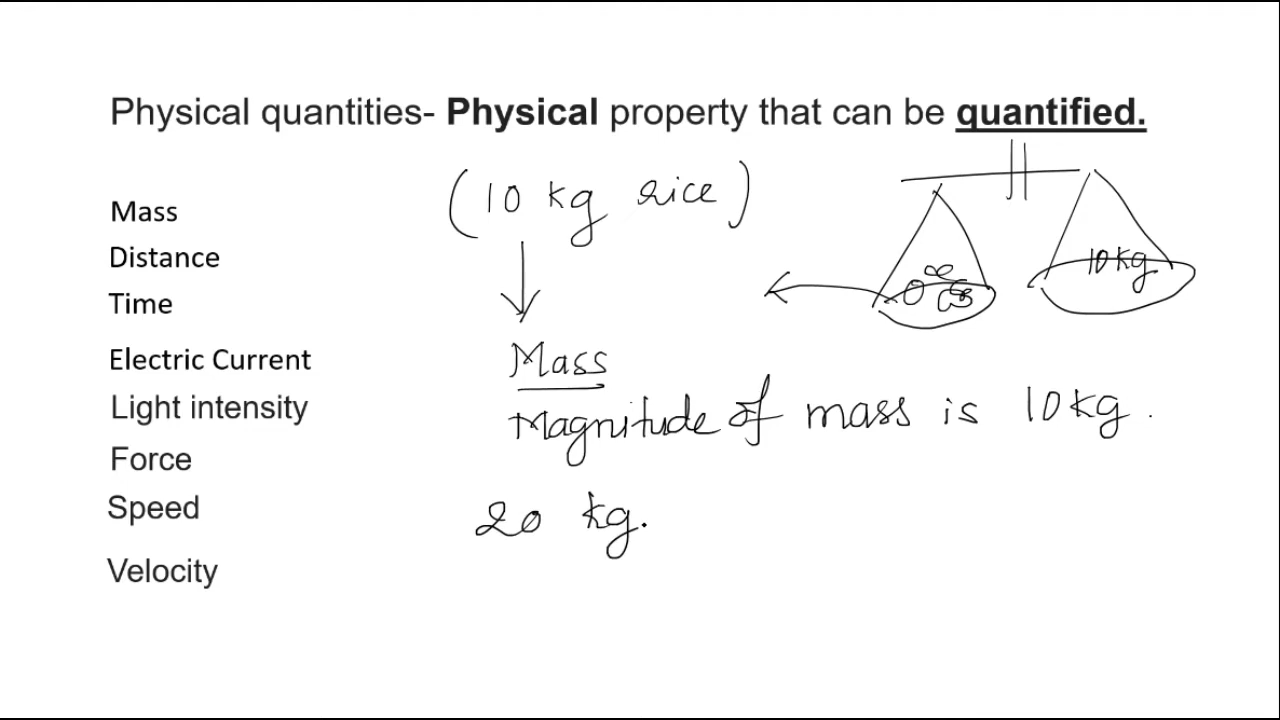 Physical quantities- Physical property that can be quantified.
(10 kg rice)
Mass
Distance
10kg
Time
Mass
Electric Current
Light intensity
Magnitude of mass is 10kg.
Force
Speed
20 kg.
Velocity